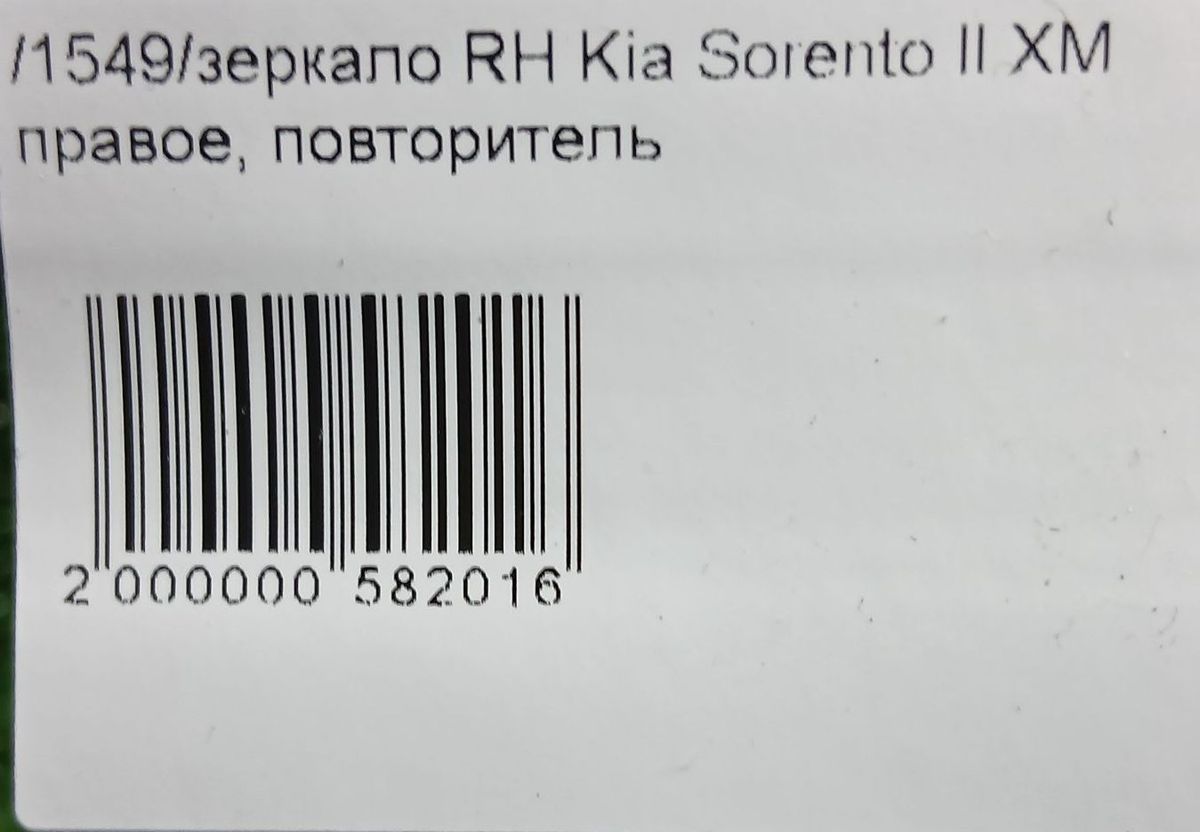 /1549/зеркало RH Kia Sorento II XM
правое, повторитель
2 000000 582016